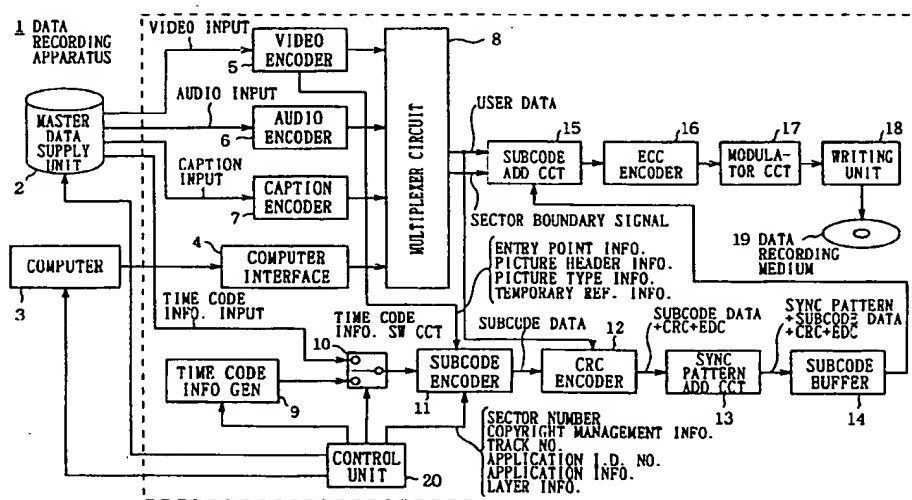 1 DATA
RECORDING
APPARATUS
VIDEO INPUT
VIDEO
ENCODER
5
8
AUDIO INPUT
MASTER
DATA
SUPPLY
UNIT
2
AUDIO
ENCODER
6
MULTIPLEXER CIRCUIT
USER DATA
15
SUBCODE
ADD CCT
16
ECC
ENCODER
17
MODULA-
TOR CCT
18
WRITING
UNIT
CAPTION
INPUT
CAPTION
ENCODER
7
SECTOR BOUNDARY SIGNAL
19 DATA
RECORDING
MEDIUM
COMPUTER
3
4
COMPUTER
INTERFACE
ENTRY POINT INFO.
PICTURE HEADER INFO.
PICTURE TYPE INFO.
TEMPORARY REF. INFO.
TIME CODE
INFO. INPUT
TIME CODE
INFO. SW CCT
10
SUBCODE DATA
12
SUBCODE DATA
+CRC+EDC
SYNC PATTERN
+SUBCODE DATA
+CRC+EDC
TIME CODE
INFO GEN
9
SUBCODE
ENCODER
11
CRC
ENCODER
SYNC
PATTERN
ADD CCT
13
SUBCODE
BUFFER
14
CONTROL
UNIT
20
SECTOR NUMBER
COPYRIGHT MANAGEMENT INFO.
TRACK NO.
APPLICATION I.D. NO.
APPLICATION INFO.
LAYER INFO.